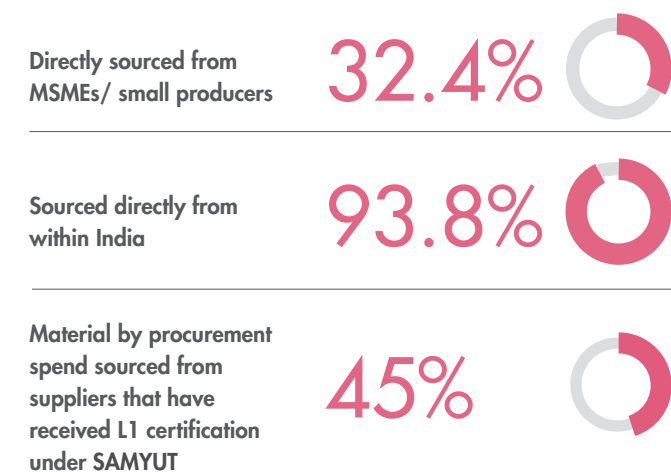 Directly sourced from
MSMEs/ small producers
32.4%
Sourced directly from
within India
93.8%
Material by procurement
spend sourced from
suppliers that have
received L1 certification
under SAMYUT
45%